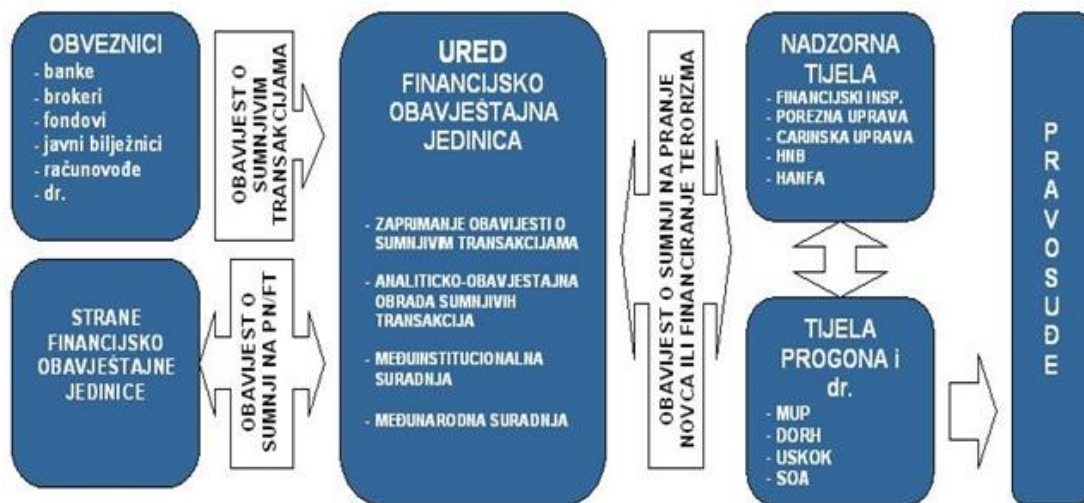 OBVEZNICI
- banke
- brokeri
- fondovi
- javni bilježnici
- računovođe
- dr.
OBAVIJEST O
SUMNJIVIM
TRANSAKCIJAMA
STRANE
FINANCIJSKO
OBAVJEŠTAJNE
JEDINICE
OBAVIJEST O
SUMNJI NA PN/FT
URED
FINANCIJSKO
OBAVJEŠTAJNA
JEDINICA
- ZAPRIMANJE OBAVIJESTI O
SUMNJIVIM TRANSAKCIJAMA
- ANALITICKO-OBAVJESTAJNA
OBRADA SUMNJIVIH
TRANSAKCIJA
- MEĐUINSTITUCIONALNA
SURADNJA
- MEĐUNARODNA SURADNJA
OBAVIJEST O SUMNJI NA PRANJE
NOVCA ILI FINANCIRANJE TERORIZMA
NADZORNA
TIJELA
- FINANCIJSKI INSP.
- POREZNA UPRAVA
- CARINSKA UPRAVA
- HNB
- HANFA
TIJELA
PROGONA i
dr.
- MUP
- DORH
- USKOK
- SOA
PRAVOSUĐE